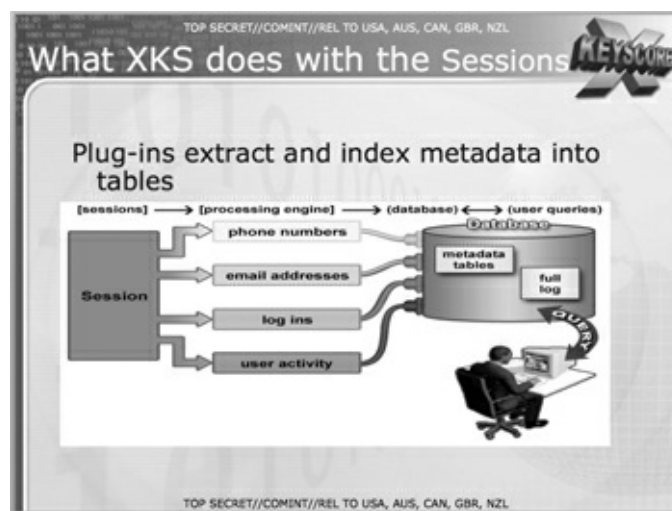 TOP SECRET//COMINT//REL TO USA, AUS, CAN, GBR, NZL
What XKS does with the Sessions
X KEYSCORE
Plug-ins extract and index metadata into
tables
[sessions] → [processing engine] → (database) ↔ (user queries)
phone numbers
Database
metadata
tables
email addresses
full
log
Session
log ins
QUERY
user activity
TOP SECRET//COMINT//REL TO USA, AUS, CAN, GBR, NZL